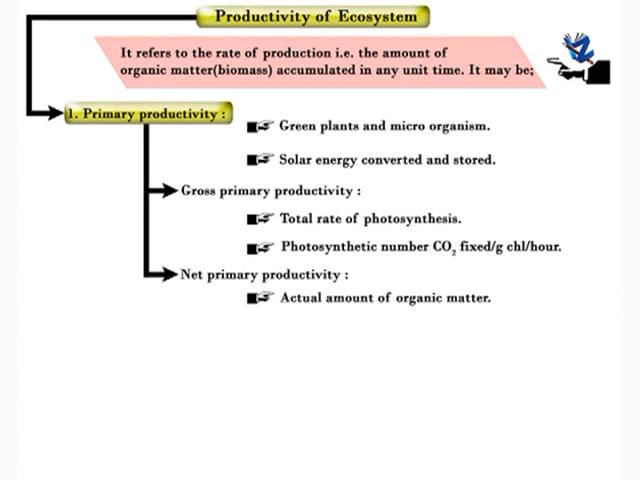 Productivity of Ecosystem
It refers to the rate of production i.e. the amount of
organic matter(biomass) accumulated in any unit time. It may be;
1. Primary productivity :
Green plants and micro organism.
Solar energy converted and stored.
Gross primary productivity :
Total rate of photosynthesis.
Photosynthetic number CO₂ fixed/g chl/hour.
Net primary productivity :
Actual amount of organic matter.